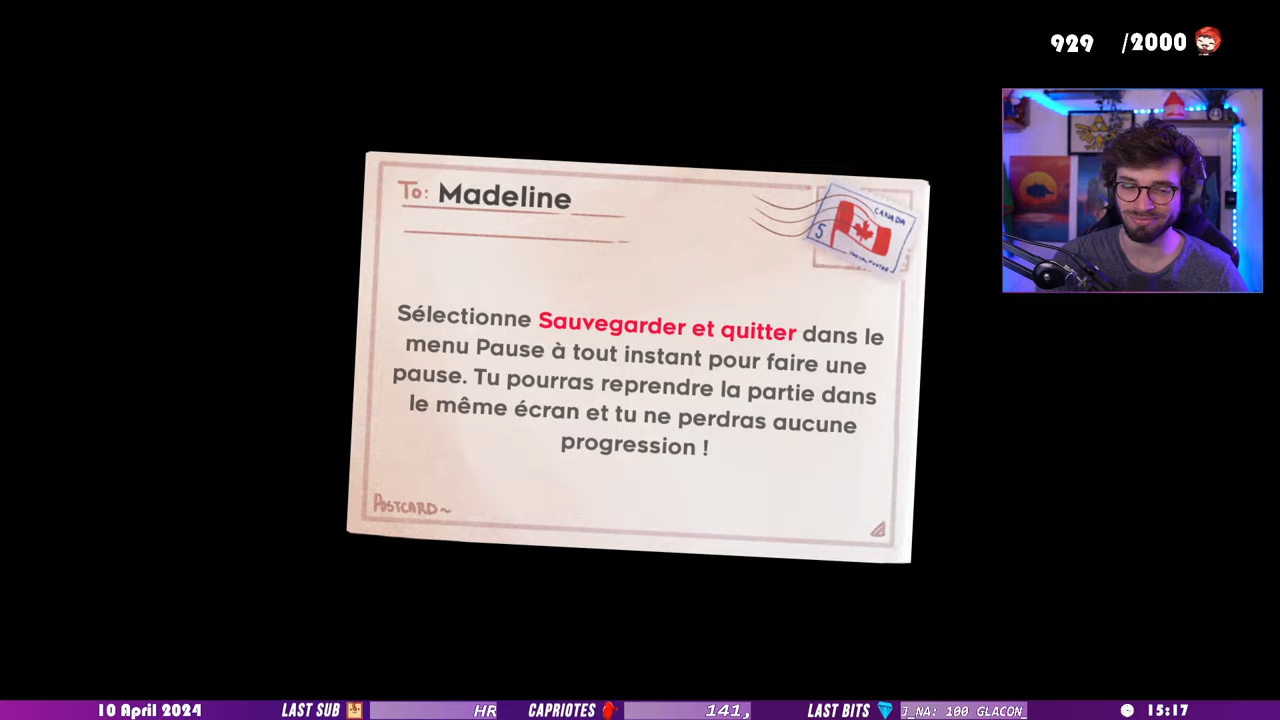 929 /2000
To: Madeline
CANADA
5
Sélectionne Sauvegarder et quitter dans le
menu Pause à tout instant pour faire une
pause. Tu pourras reprendre la partie dans
le même écran et tu ne perdras aucune
progression !
POSTCARD~
10 April 2024 LAST SUB HR CAPRIOTES 141, LAST BITS J_NA: 100 GLACON_ 15:17